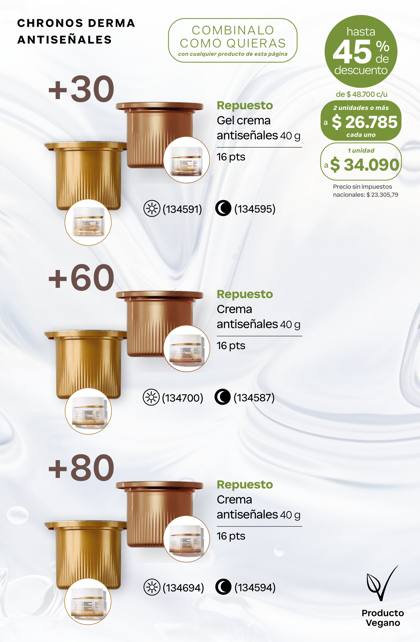 CHRONOS DERMA
ANTISEÑALES
COMBINALO
COMO QUIERAS
con cualquier producto de esta página
hasta
45%
de
descuento
de $ 48.700 c/u
2 unidades o más
a $ 26.785
cada uno
1 unidad
a $ 34.090
Precio sin impuestos
nacionales: $ 23.305,79
+30
Repuesto
Gel crema
antiseñales 40 g
16 pts
(134591)
(134595)
+60
Repuesto
Crema
antiseñales 40 g
16 pts
(134700)
(134587)
+80
Repuesto
Crema
antiseñales 40 g
16 pts
(134694)
(134594)
Producto
Vegano